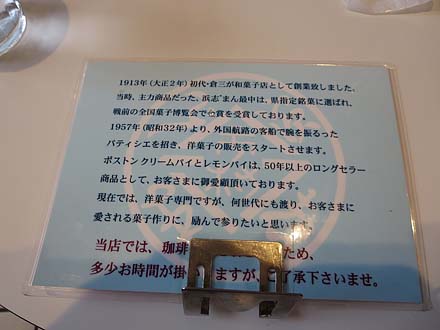 1913年(大正2年)初代・倉三が和菓子店として創業致しました。
当時、主力商品だった、浜志゛まん最中は、県指定銘菓に選ばれ、
戦前の全国菓子博覧会で賞を受賞しております。
1957年(昭和32年)より、外国航路の客船で腕を振るった
パティシエを招き、洋菓子の販売をスタートさせます。
ボストンクリームパイとレモンパイは、50年以上のロングセラー
商品として、お客さまに御愛顧頂いております。
現在では、洋菓子専門ですが、何世代にも渡り、お客さまに
愛される菓子作りに、励んで参りたいと思います。
当店では、珈琲 ため、
多少お時間が掛 ますが、ご了承下さいませ。